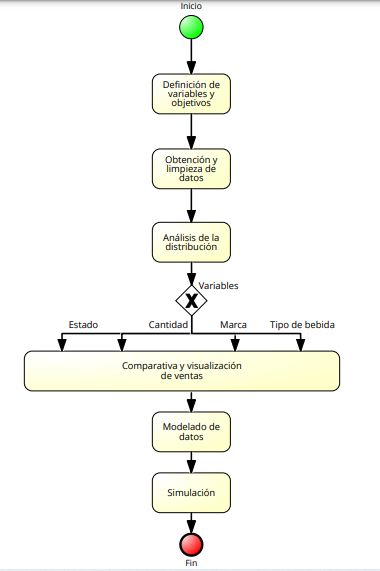 Inicio
Definición de
variables y
objetivos
Obtención y
limpieza de
datos
Análisis de la
distribución
X
Variables
Estado
Cantidad
Marca
Tipo de bebida
Comparativa y visualización
de ventas
Modelado de
datos
Simulación
Fin